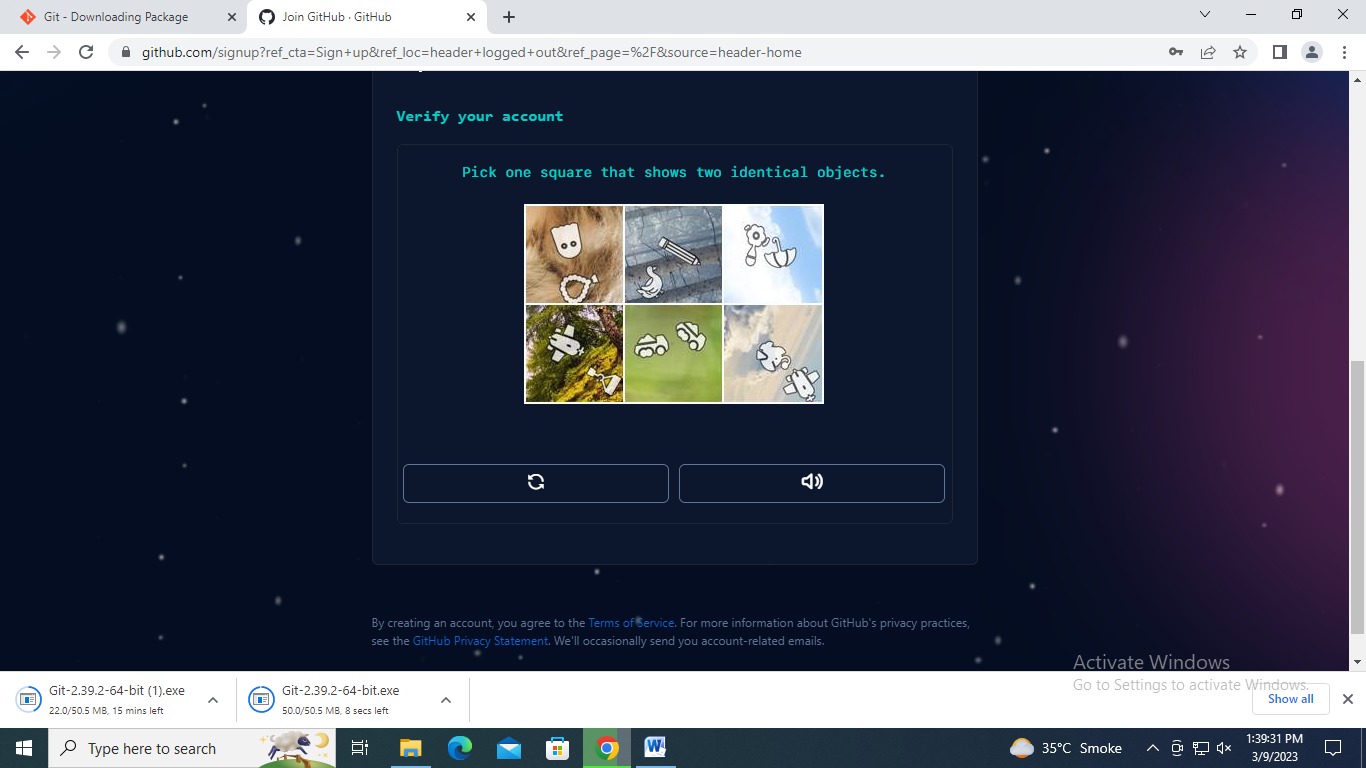 Git - Downloading Package
Join GitHub · GitHub
github.com/signup?ref_cta=Sign+up&ref_loc=header+logged+out&ref_page=%2F&source=header-home
Verify your account
Pick one square that shows two identical objects.
By creating an account, you agree to the Terms of Service. For more information about GitHub's privacy practices,
see the GitHub Privacy Statement. We'll occasionally send you account-related emails.
Activate Windows
Go to Settings to activate Windows.
Git-2.39.2-64-bit (1).exe
22.0/50.5 MB, 15 mins left
Git-2.39.2-64-bit.exe
50.0/50.5 MB, 8 secs left
Show all
Type here to search
35°C Smoke
1:39:31 PM
3/9/2023